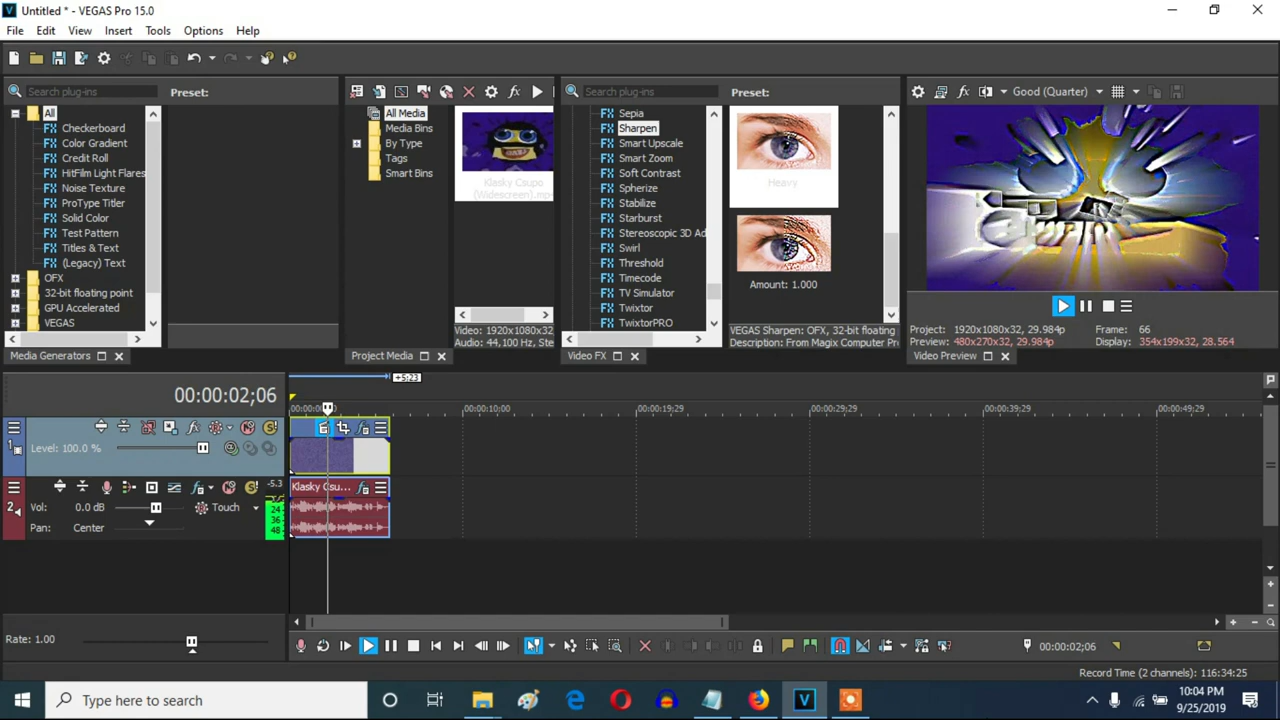 Untitled * - VEGAS Pro 15.0
File Edit View Insert Tools Options Help
Search plug-ins
Preset:
All
Checkerboard
Color Gradient
Credit Roll
HitFilm Light Flares
Noise Texture
ProType Titler
Solid Color
Test Pattern
Titles & Text
(Legacy) Text
OFX
32-bit floating point
GPU Accelerated
VEGAS
Media Generators
All Media
Media Bins
By Type
Tags
Smart Bins
Klasky Csupo
(Widescreen).mp
Video: 1920x1080x32,
Audio: 44,100 Hz, Ste
Project Media
Search plug-ins
Preset:
Sepia
Sharpen
Smart Upscale
Smart Zoom
Soft Contrast
Spherize
Stabilize
Starburst
Stereoscopic 3D Ad
Swirl
Threshold
Timecode
TV Simulator
Twixtor
TwixtorPRO
Heavy
Amount: 1.000
VEGAS Sharpen: OFX, 32-bit floating
Description: From Magix Computer Pr
Video FX
Good (Quarter)
Project: 1920x1080x32, 29.984p
Frame: 66
Preview: 480x270x32, 29.984p
Display: 354x199x32, 28.564
Video Preview
+5;23
00:00:02;06
00:00:10;00
00:00:19;29
00:00:29;29
00:00:39;29
00:00:49;29
1
Level: 100.0 %
2
-5.3
Klasky Csu...
Vol: 0.0 dB
Touch
24
36
48
Pan: Center
Rate: 1.00
00:00:02;06
Record Time (2 channels): 116:34:25
Type here to search
10:04 PM
9/25/2019